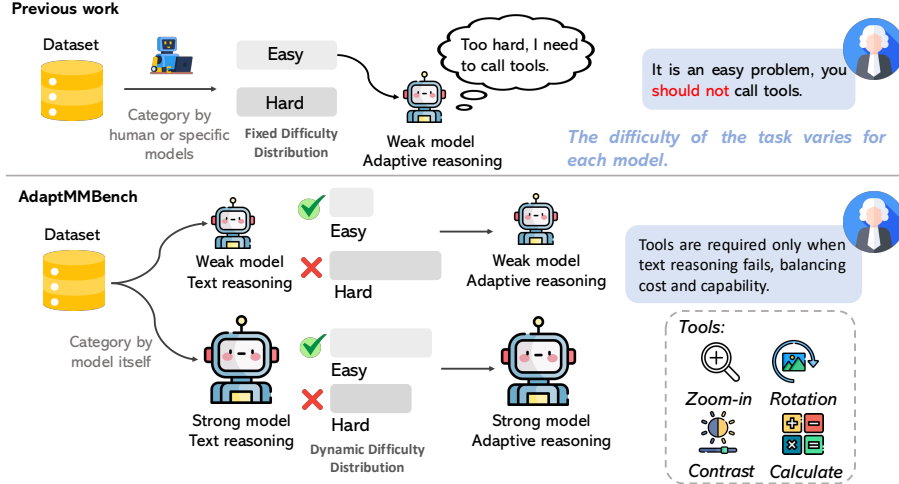 Previous work
Dataset
Category by
human or specific
models
Easy
Hard
Fixed Difficulty
Distribution
Too hard, I need
to call tools.
Weak model
Adaptive reasoning
It is an easy problem, you
should not call tools.
The difficulty of the task varies for
each model.
AdaptMMBench
Dataset
Category by
model itself
Weak model
Text reasoning
Easy
Hard
Weak model
Adaptive reasoning
Strong model
Text reasoning
Easy
Hard
Dynamic Difficulty
Distribution
Strong model
Adaptive reasoning
Tools are required only when
text reasoning fails, balancing
cost and capability.
Tools:
Zoom-in
Rotation
Contrast
Calculate